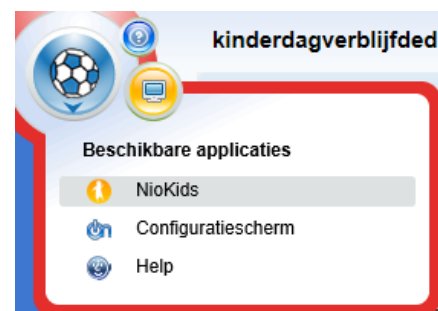 kinderdagverblijfded
Beschikbare applicaties
NioKids
Configuratiescherm
Help